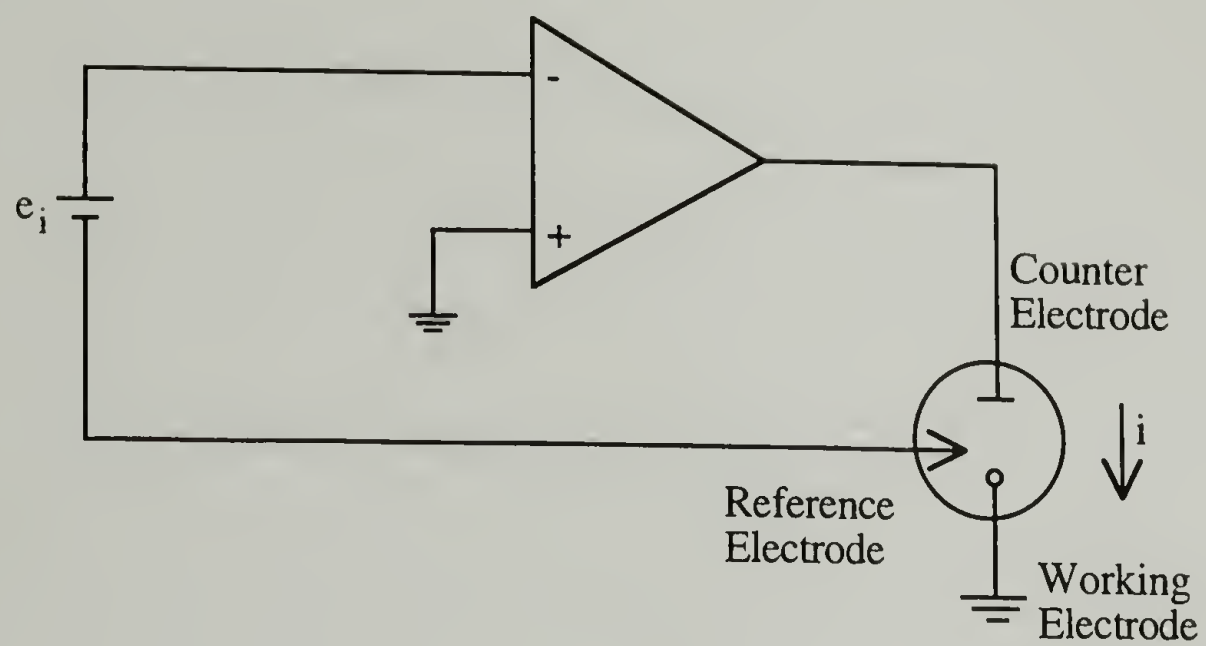 -
e_i
+
Counter
Electrode
i
Reference
Electrode
Working
Electrode